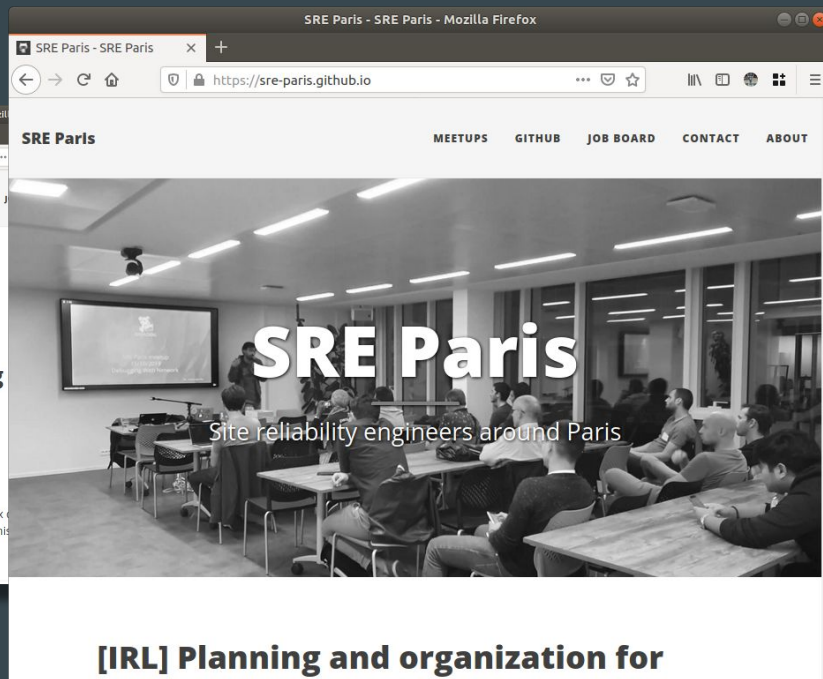 SRE Paris - SRE Paris - Mozilla Firefox
SRE Paris - SRE Paris
https://sre-paris.github.io
SRE Paris
MEETUPS GITHUB JOB BOARD CONTACT ABOUT
SRE Paris
Site reliability engineers around Paris
[IRL] Planning and organization for